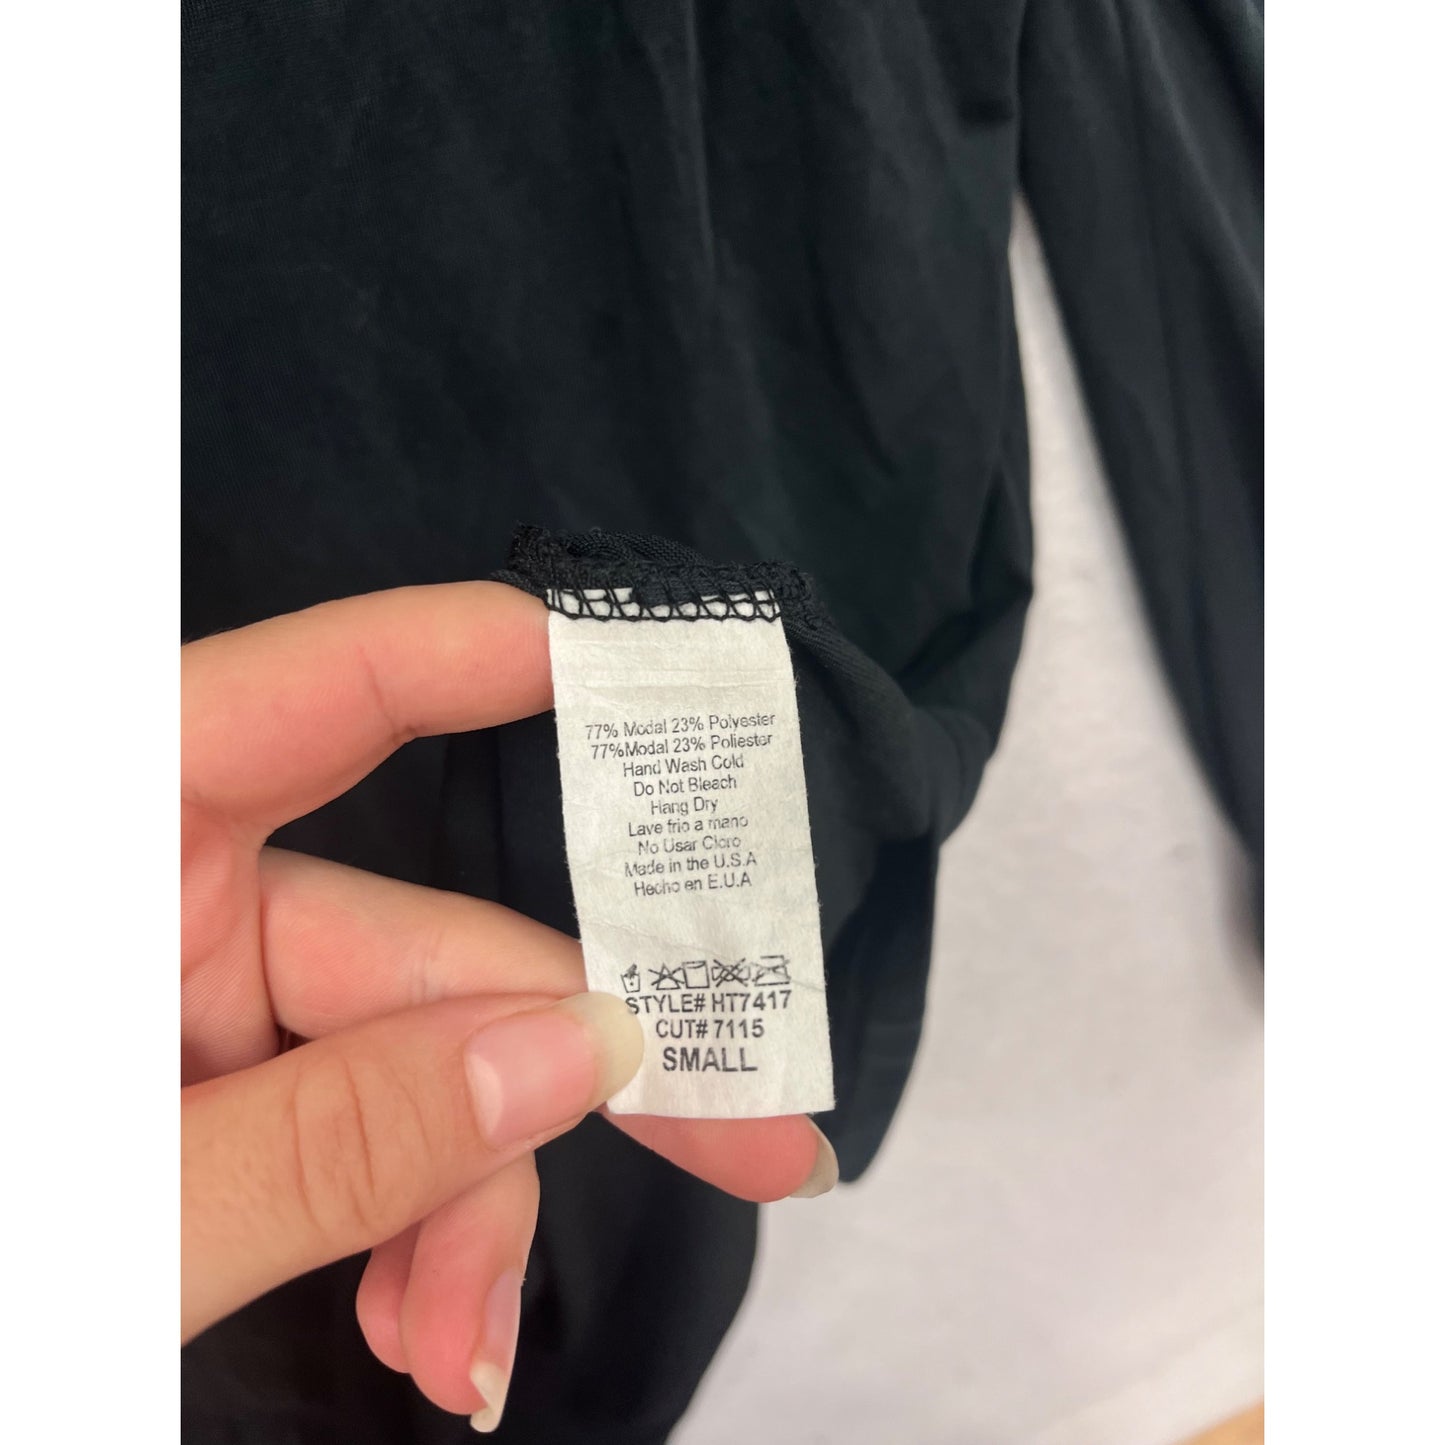 77% Modal 23% Polyester
77%Modal 23% Poliester
Hand Wash Cold
Do Not Bleach
Hang Dry
Lave frio a mano
No Usar Cloro
Made in the U.S.A
Hecho en E.U.A
STYLE# HT7417
CUT# 7115
SMALL